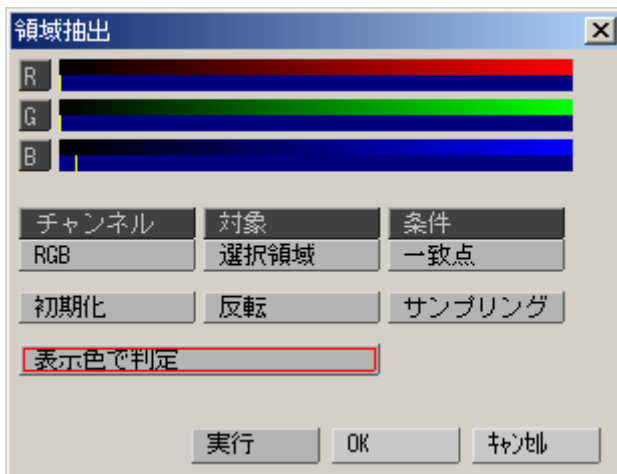 領域抽出
R
G
B
チャンネル 対象 条件
RGB 選択領域 一致点
初期化 反転 サンプリング
表示色で判定
実行 OK ｷｬﾝｾﾙ